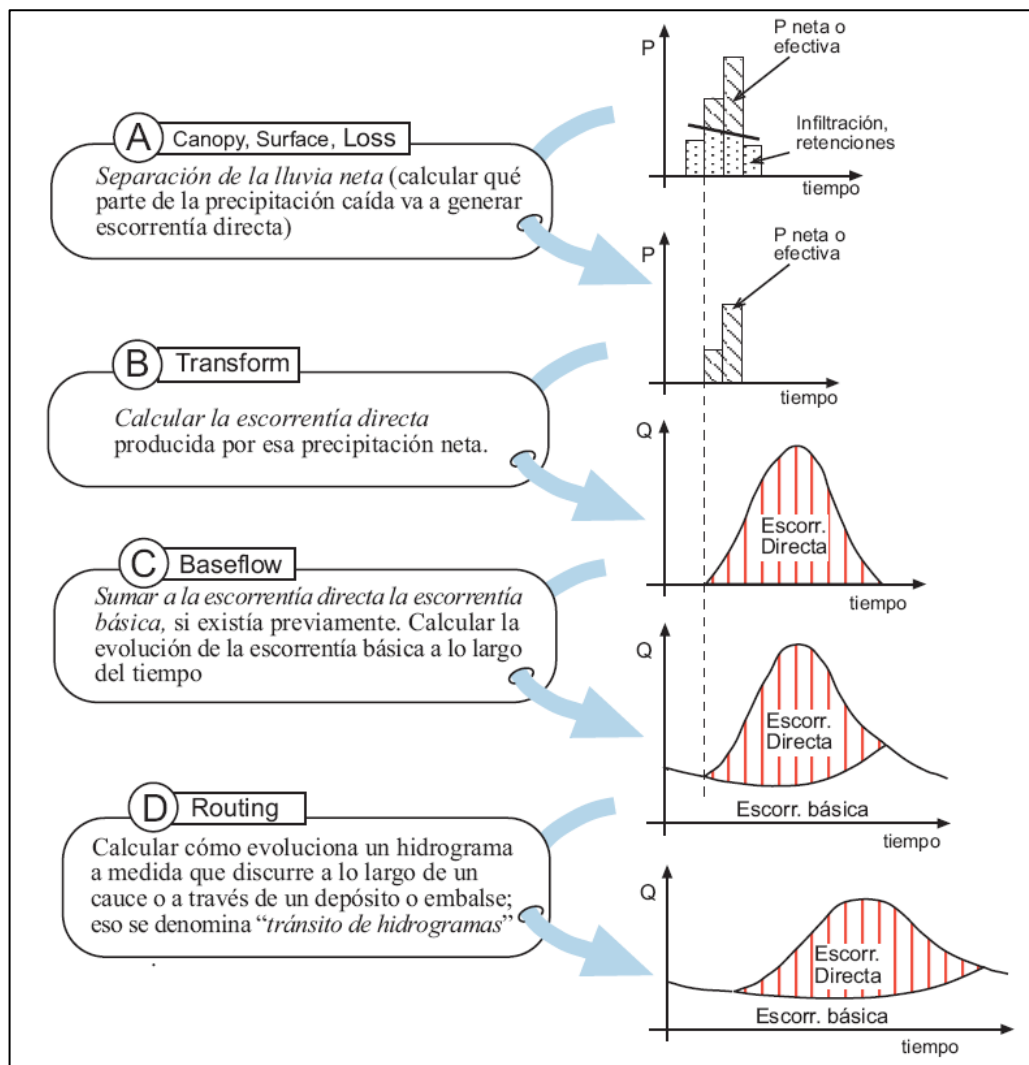 P
P neta o
efectiva
Infiltración,
retenciones
tiempo
A
Canopy, Surface, Loss
Separación de la lluvia neta (calcular qué
parte de la precipitación caída va a generar
escorrentía directa)
P
P neta o
efectiva
tiempo
B
Transform
Calcular la escorrentía directa
producida por esa precipitación neta.
Q
Escorr.
Directa
tiempo
C
Baseflow
Sumar a la escorrentía directa la escorrentía
básica, si existía previamente. Calcular la
evolución de la escorrentía básica a lo largo
del tiempo
Q
Escorr.
Directa
Escorr. básica
tiempo
D
Routing
Calcular cómo evoluciona un hidrograma
a medida que discurre a lo largo de un
cauce o a través de un depósito o embalse;
eso se denomina “tránsito de hidrogramas”
.
Q
Escorr.
Directa
Escorr. básica
tiempo